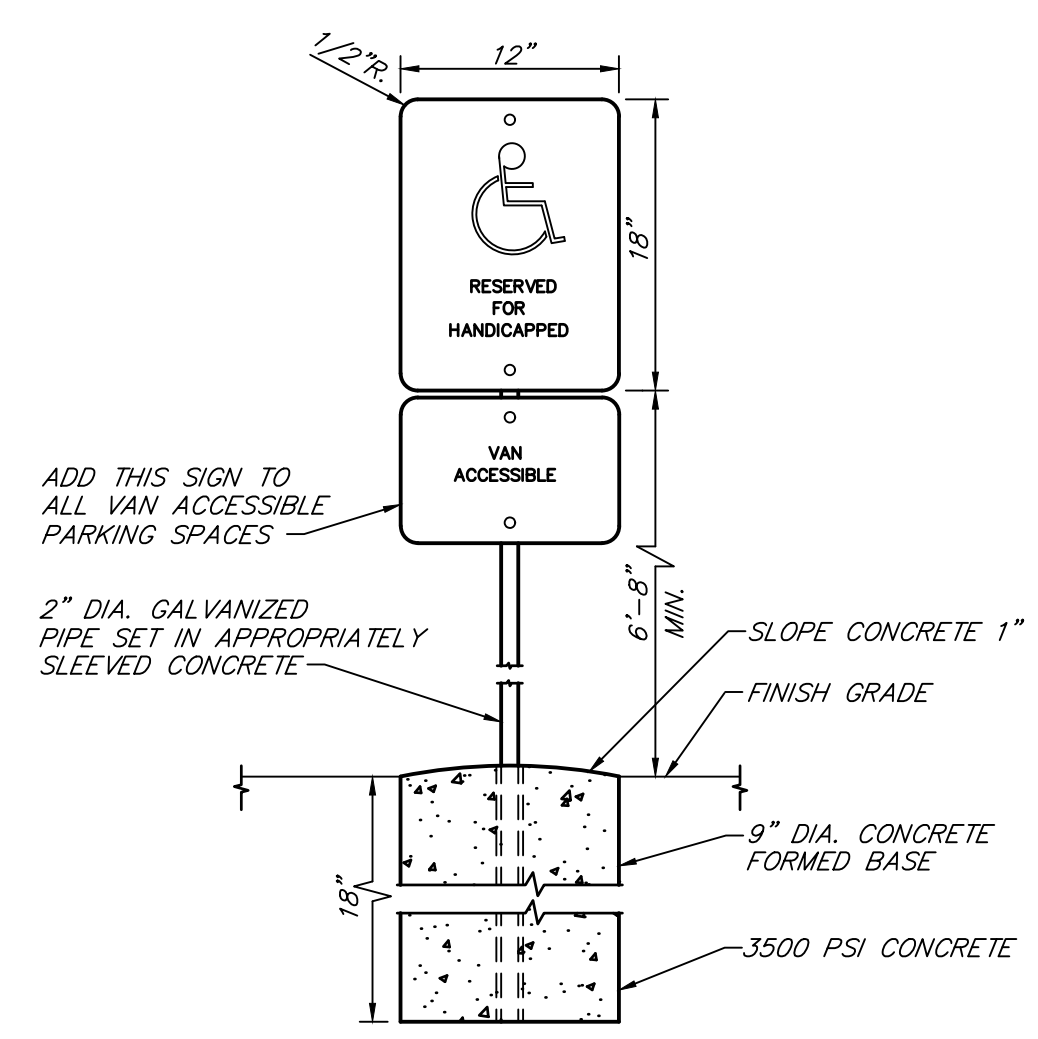 1/2"R.
12"
18"
RESERVED
FOR
HANDICAPPED
VAN
ACCESSIBLE
ADD THIS SIGN TO
ALL VAN ACCESSIBLE
PARKING SPACES
6'-8"
MIN.
2" DIA. GALVANIZED
PIPE SET IN APPROPRIATELY
SLEEVED CONCRETE
SLOPE CONCRETE 1"
FINISH GRADE
9" DIA. CONCRETE
FORMED BASE
18"
3500 PSI CONCRETE